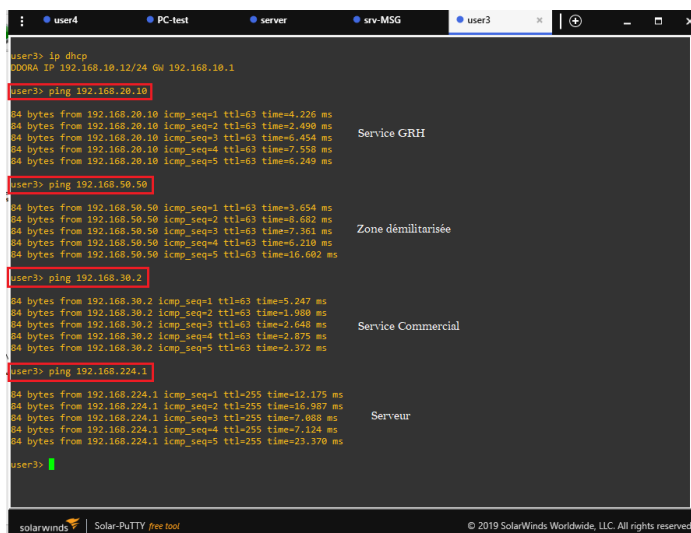 user4 PC-test server srv-MSG user3 ×
user3> ip dhcp
DDORA IP 192.168.10.12/24 GW 192.168.10.1
user3> ping 192.168.20.10
84 bytes from 192.168.20.10 icmp_seq=1 ttl=63 time=4.226 ms
84 bytes from 192.168.20.10 icmp_seq=2 ttl=63 time=2.490 ms
84 bytes from 192.168.20.10 icmp_seq=3 ttl=63 time=6.454 ms
84 bytes from 192.168.20.10 icmp_seq=4 ttl=63 time=7.558 ms
84 bytes from 192.168.20.10 icmp_seq=5 ttl=63 time=6.249 ms
Service GRH
user3> ping 192.168.50.50
84 bytes from 192.168.50.50 icmp_seq=1 ttl=63 time=3.654 ms
84 bytes from 192.168.50.50 icmp_seq=2 ttl=63 time=8.682 ms
84 bytes from 192.168.50.50 icmp_seq=3 ttl=63 time=7.361 ms
84 bytes from 192.168.50.50 icmp_seq=4 ttl=63 time=6.210 ms
84 bytes from 192.168.50.50 icmp_seq=5 ttl=63 time=16.602 ms
Zone démilitarisée
user3> ping 192.168.30.2
84 bytes from 192.168.30.2 icmp_seq=1 ttl=63 time=5.247 ms
84 bytes from 192.168.30.2 icmp_seq=2 ttl=63 time=1.980 ms
84 bytes from 192.168.30.2 icmp_seq=3 ttl=63 time=2.648 ms
84 bytes from 192.168.30.2 icmp_seq=4 ttl=63 time=2.875 ms
84 bytes from 192.168.30.2 icmp_seq=5 ttl=63 time=2.372 ms
Service Commercial
user3> ping 192.168.224.1
84 bytes from 192.168.224.1 icmp_seq=1 ttl=255 time=12.175 ms
84 bytes from 192.168.224.1 icmp_seq=2 ttl=255 time=16.987 ms
84 bytes from 192.168.224.1 icmp_seq=3 ttl=255 time=7.088 ms
84 bytes from 192.168.224.1 icmp_seq=4 ttl=255 time=7.124 ms
84 bytes from 192.168.224.1 icmp_seq=5 ttl=255 time=23.370 ms
Serveur
user3>
solarwinds Solar-PuTTY free tool © 2019 SolarWinds Worldwide, LLC. All rights reserved